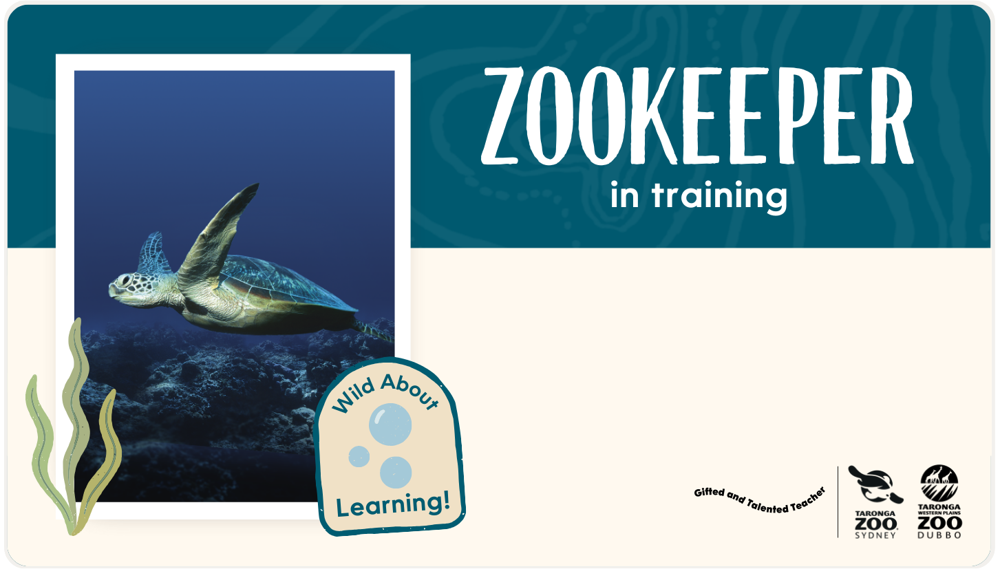 ZOOKEEPER
in training
Wild About
Learning!
Gifted and Talented Teacher
TARONGA
ZOO
SYDNEY
TARONGA
WESTERN PLAINS
ZOO
DUBBO